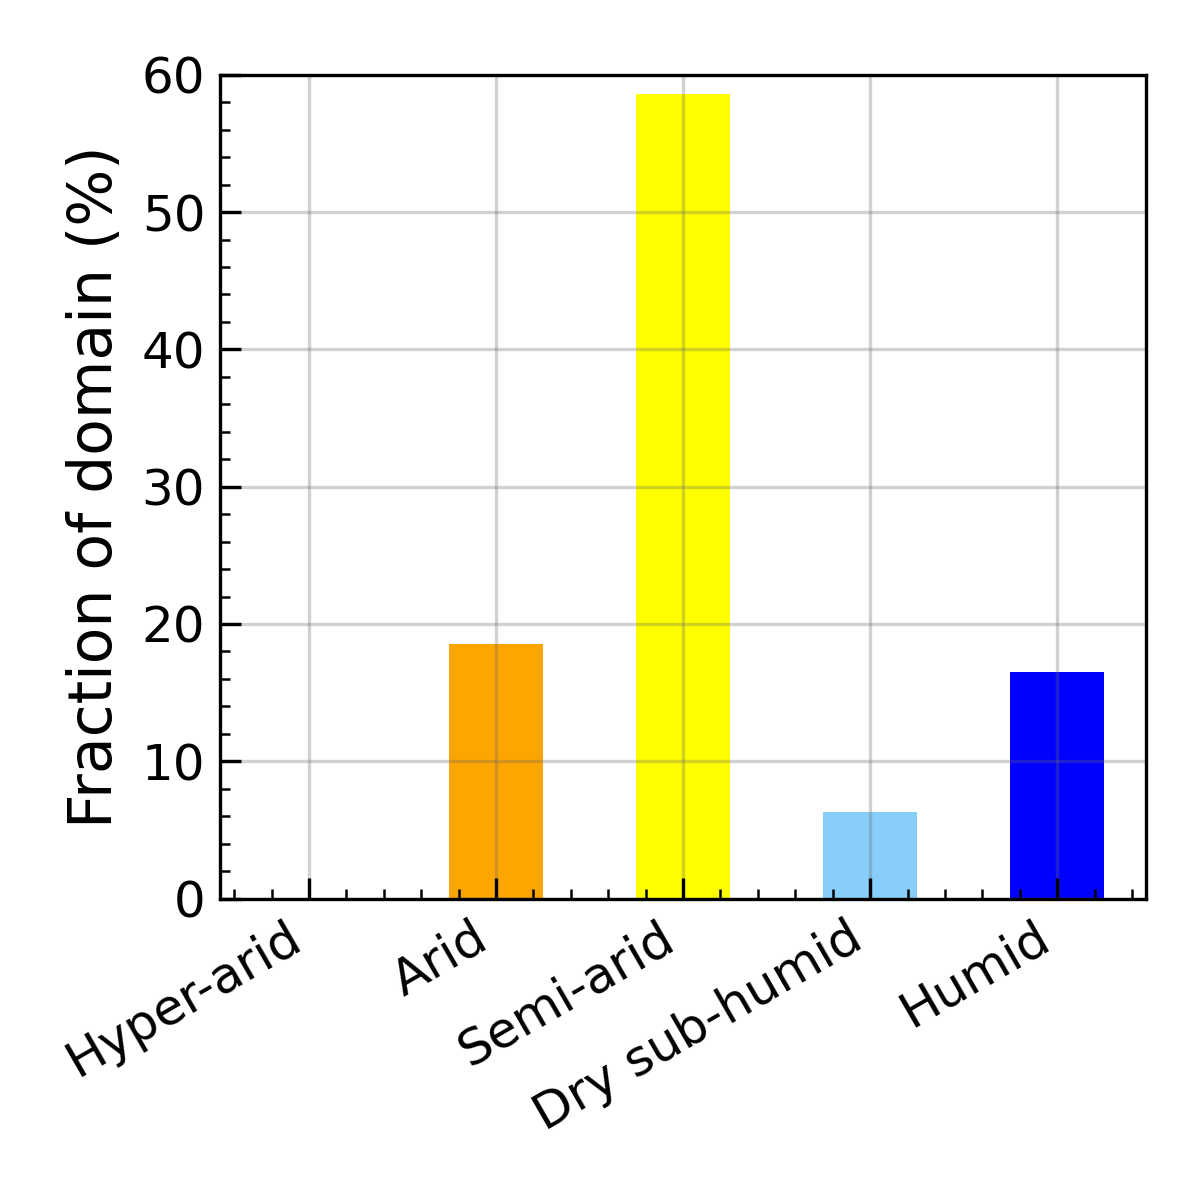 Fraction of domain (%)
60
50
40
30
20
10
0
Hyper-arid
Arid
Semi-arid
Dry sub-humid
Humid